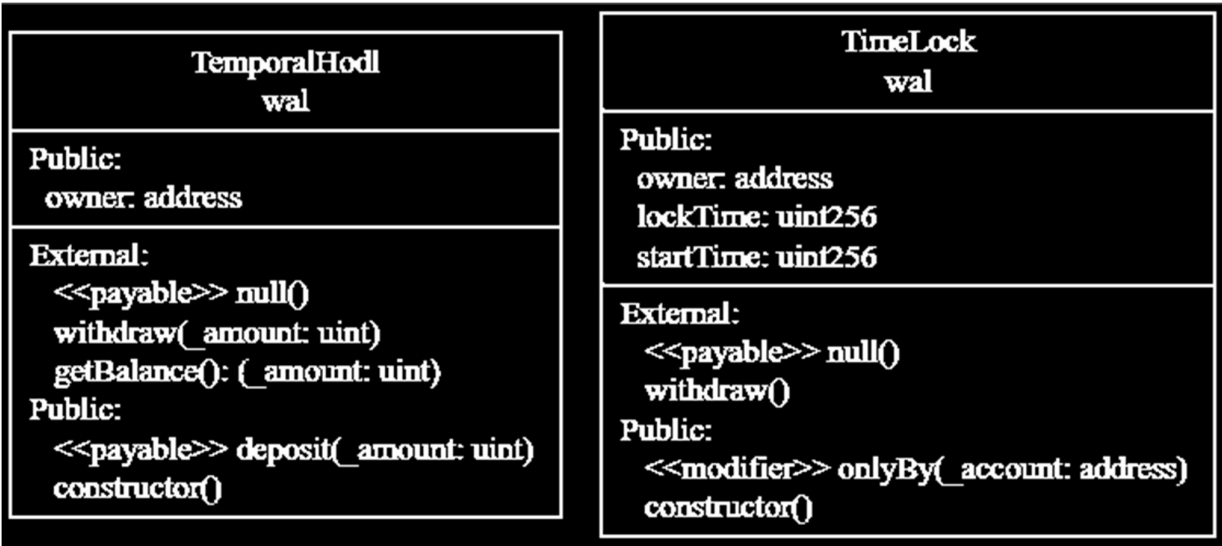 TemporalHodl
wal
Public:
owner: address
External:
<<payable>> null()
withdraw(_amount: uint)
getBalance(): (_amount: uint)
Public:
<<payable>> deposit(_amount: uint)
constructor()
TimeLock
wal
Public:
owner: address
lockTime: uint256
startTime: uint256
External:
<<payable>> null()
withdraw()
Public:
<<modifier>> onlyBy(_account: address)
constructor()